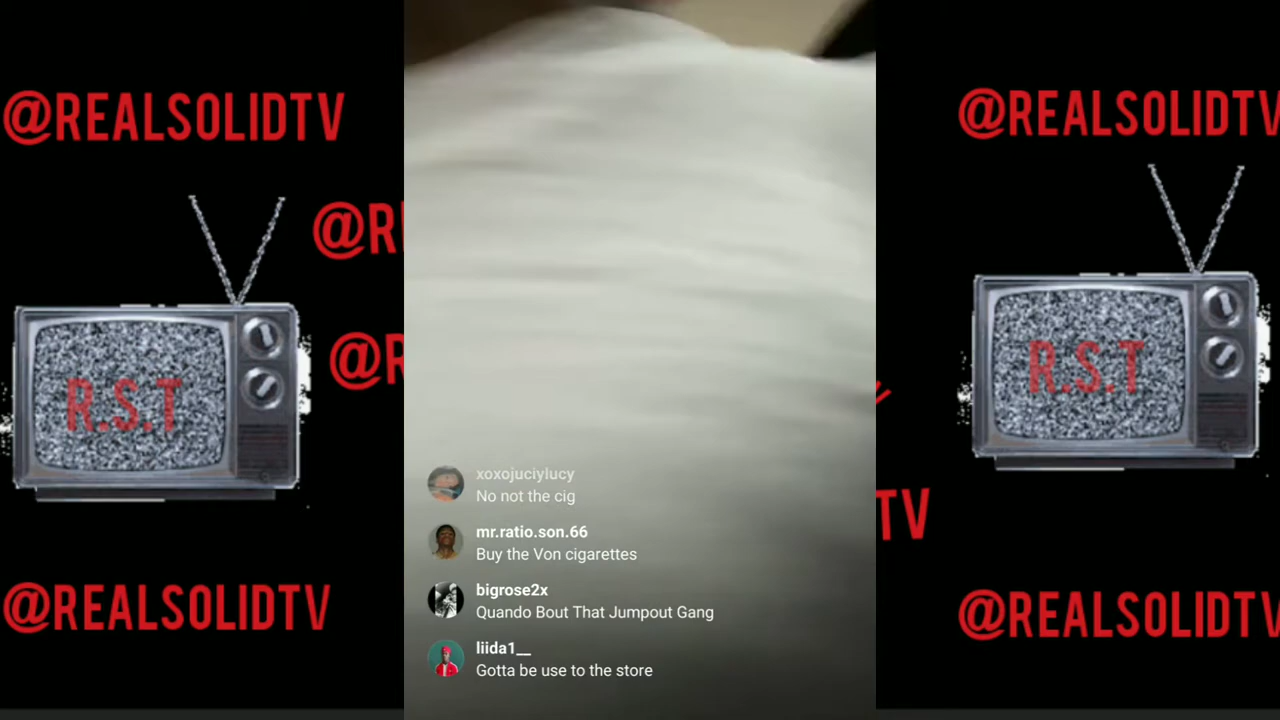 @REALSOLIDTV
@R
R.S.T
@R
@REALSOLIDTV
xoxojuciylucy
No not the cig
mr.ratio.son.66
Buy the Von cigarettes
bigrose2x
Quando Bout That Jumpout Gang
liida1__
Gotta be use to the store
@REALSOLIDTV
R.S.T
TV
@REALSOLIDTV